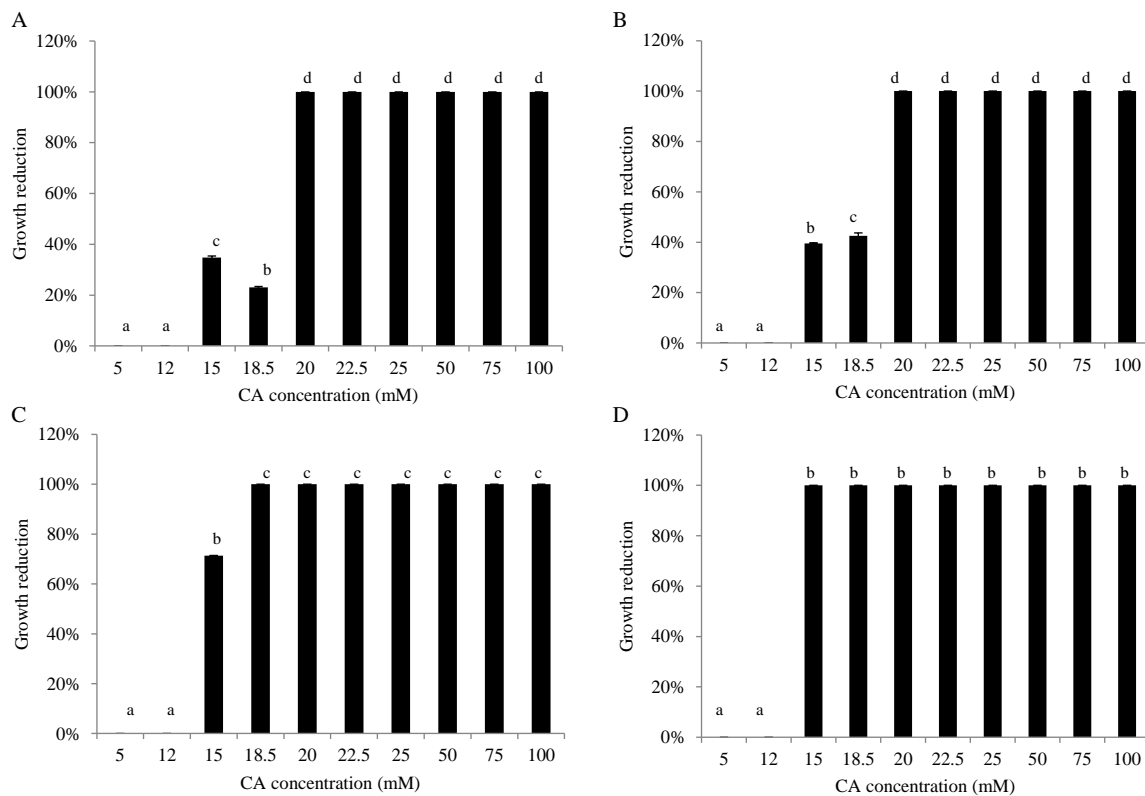 A
120%
100%
80%
60%
40%
20%
0%
Growth reduction
a a c b d d d d d d
5 12 15 18.5 20 22.5 25 50 75 100
CA concentration (mM)
B
120%
100%
80%
60%
40%
20%
0%
Growth reduction
a a b c d d d d d d
5 12 15 18.5 20 22.5 25 50 75 100
CA concentration (mM)
C
120%
100%
80%
60%
40%
20%
0%
Growth reduction
a a b c c c c c c c
5 12 15 18.5 20 22.5 25 50 75 100
CA concentration (mM)
D
120%
100%
80%
60%
40%
20%
0%
Growth reduction
a a b b b b b b b b
5 12 15 18.5 20 22.5 25 50 75 100
CA concentration (mM)